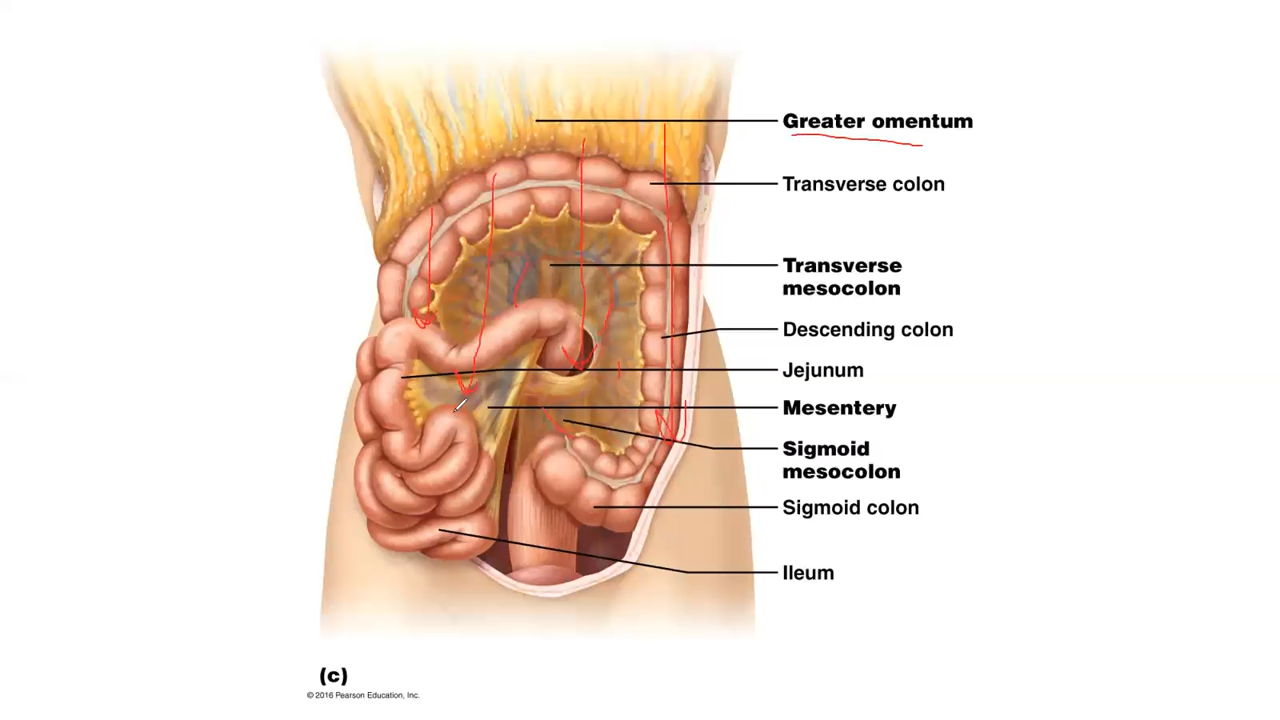 Greater omentum
Transverse colon
Transverse
mesocolon
Descending colon
Jejunum
Mesentery
Sigmoid
mesocolon
Sigmoid colon
Ileum
(c)
© 2016 Pearson Education, Inc.